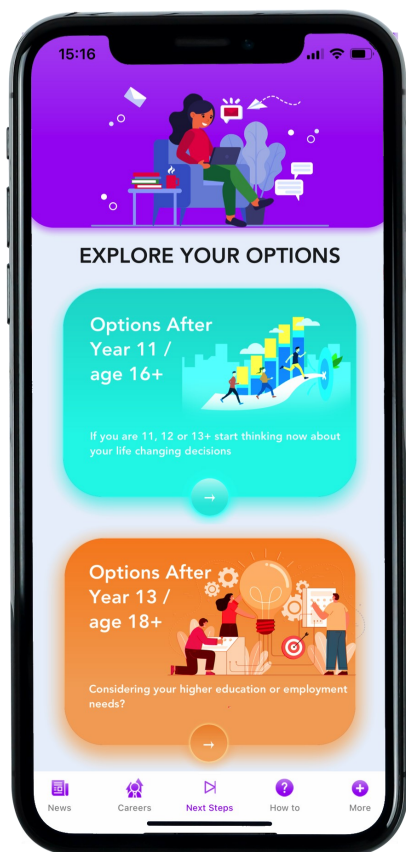 15:16
EXPLORE YOUR OPTIONS
Options After
Year 11 /
age 16+
If you are 11, 12 or 13+ start thinking now about
your life changing decisions
→
Options After
Year 13 /
age 18+
Considering your higher education or employment
needs?
→
News
Careers
Next Steps
How to
More